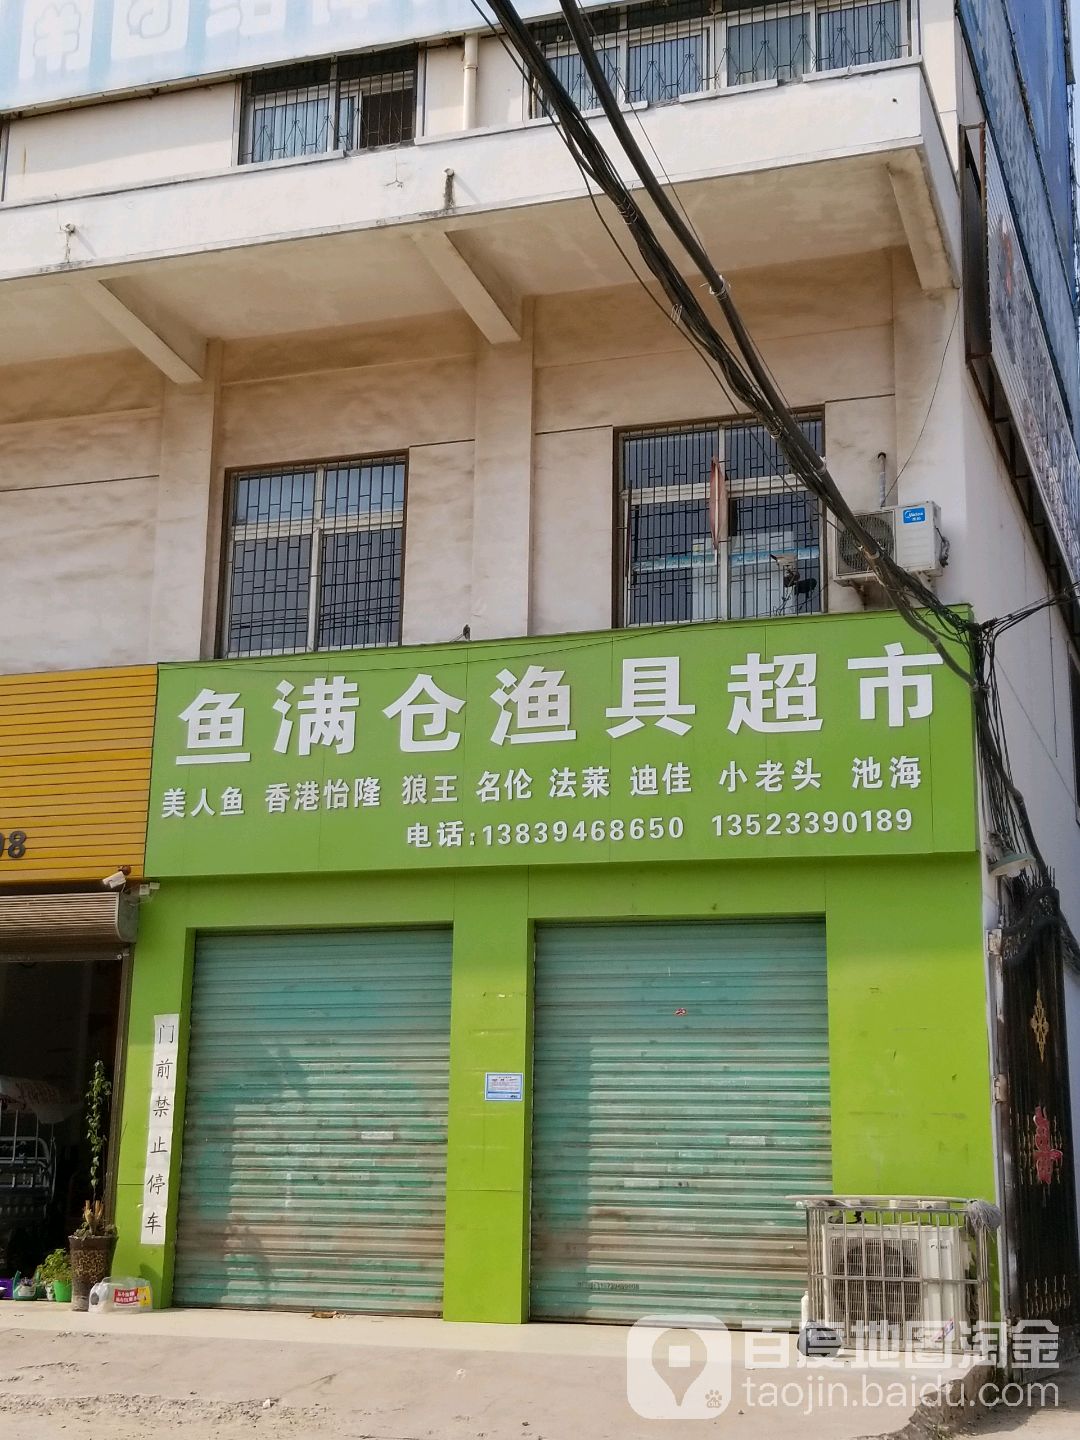 鱼满仓渔具超市
美人鱼 香港怡隆 狼王 名伦 法莱 迪佳 小老头 池海
电话:13839468650 13523390189
门前禁止停车
百度地图淘金
taojin.baidu.com